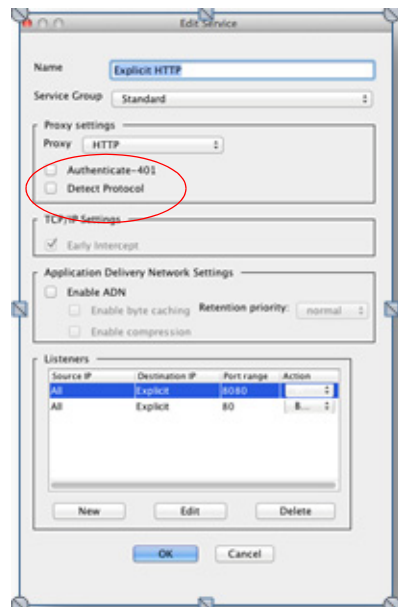 Edit Service
Name Explicit HTTP
Service Group Standard
Proxy settings
Proxy HTTP
Authenticate-401
Detect Protocol
TCP/IP Settings
Early Intercept
Application Delivery Network Settings
Enable ADN
Enable byte caching Retention priority: normal
Enable compression
Listeners
Source IP Destination IP Port range Action
All Explicit 8080
All Explicit 80 B...
New Edit Delete
OK Cancel